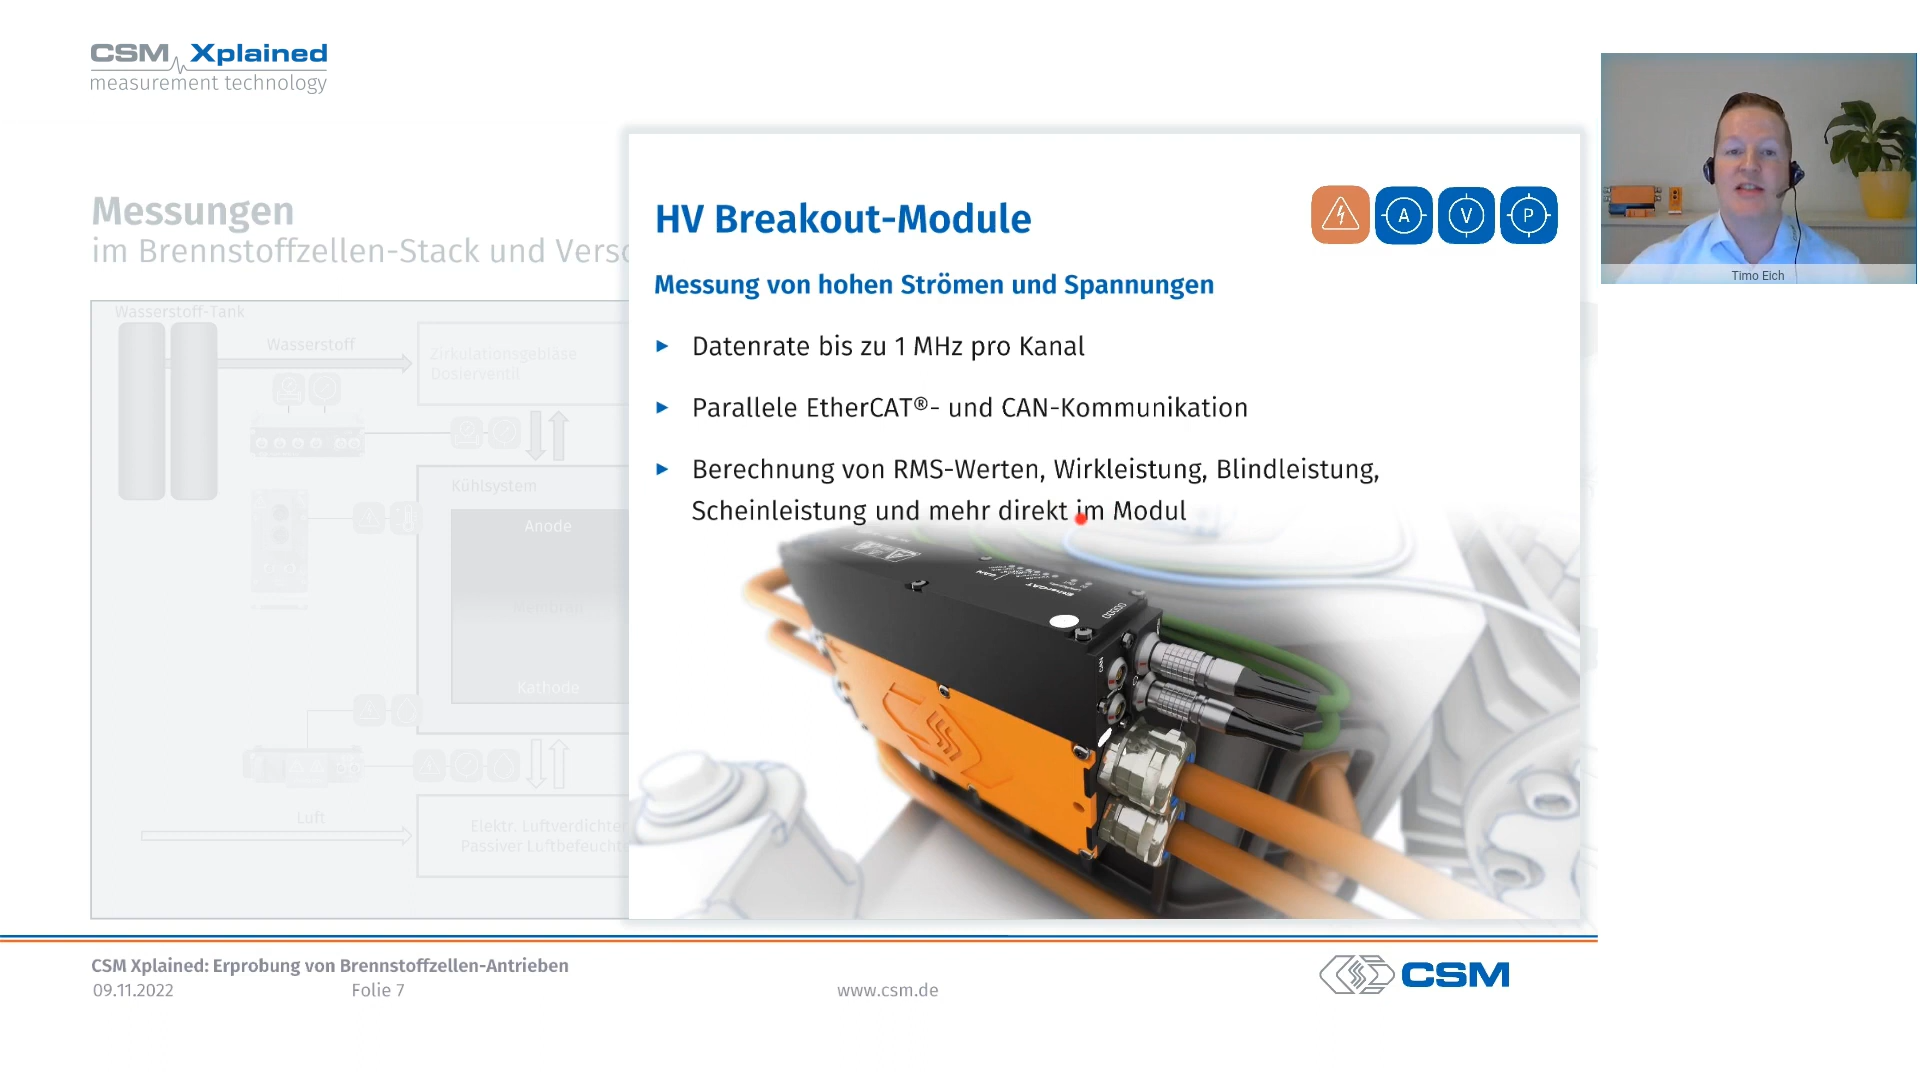 CSM Xplained
measurement technology
Messungen
im Brennstoffzellen-Stack und
Wasserstoff-Tank
Wasserstoff
Zirkulationsgebläse
Dosierventil
Kühlsystem
Anode
Membran
Kathode
Luft
Elektr. Luftverdichter
Passiver
HV Breakout-Module
A
V
P
Messung von hohen Strömen und Spannungen
Datenrate bis zu 1 MHz pro Kanal
Parallele EtherCAT®- und CAN-Kommunikation
Berechnung von RMS-Werten, Wirkleistung, Blindleistung,
Scheinleistung und mehr direkt im Modul
Timo Eich
CSM Xplained: Erprobung von Brennstoffzellen-Antrieben
09.11.2022
Folie 7
www.csm.de
CSM